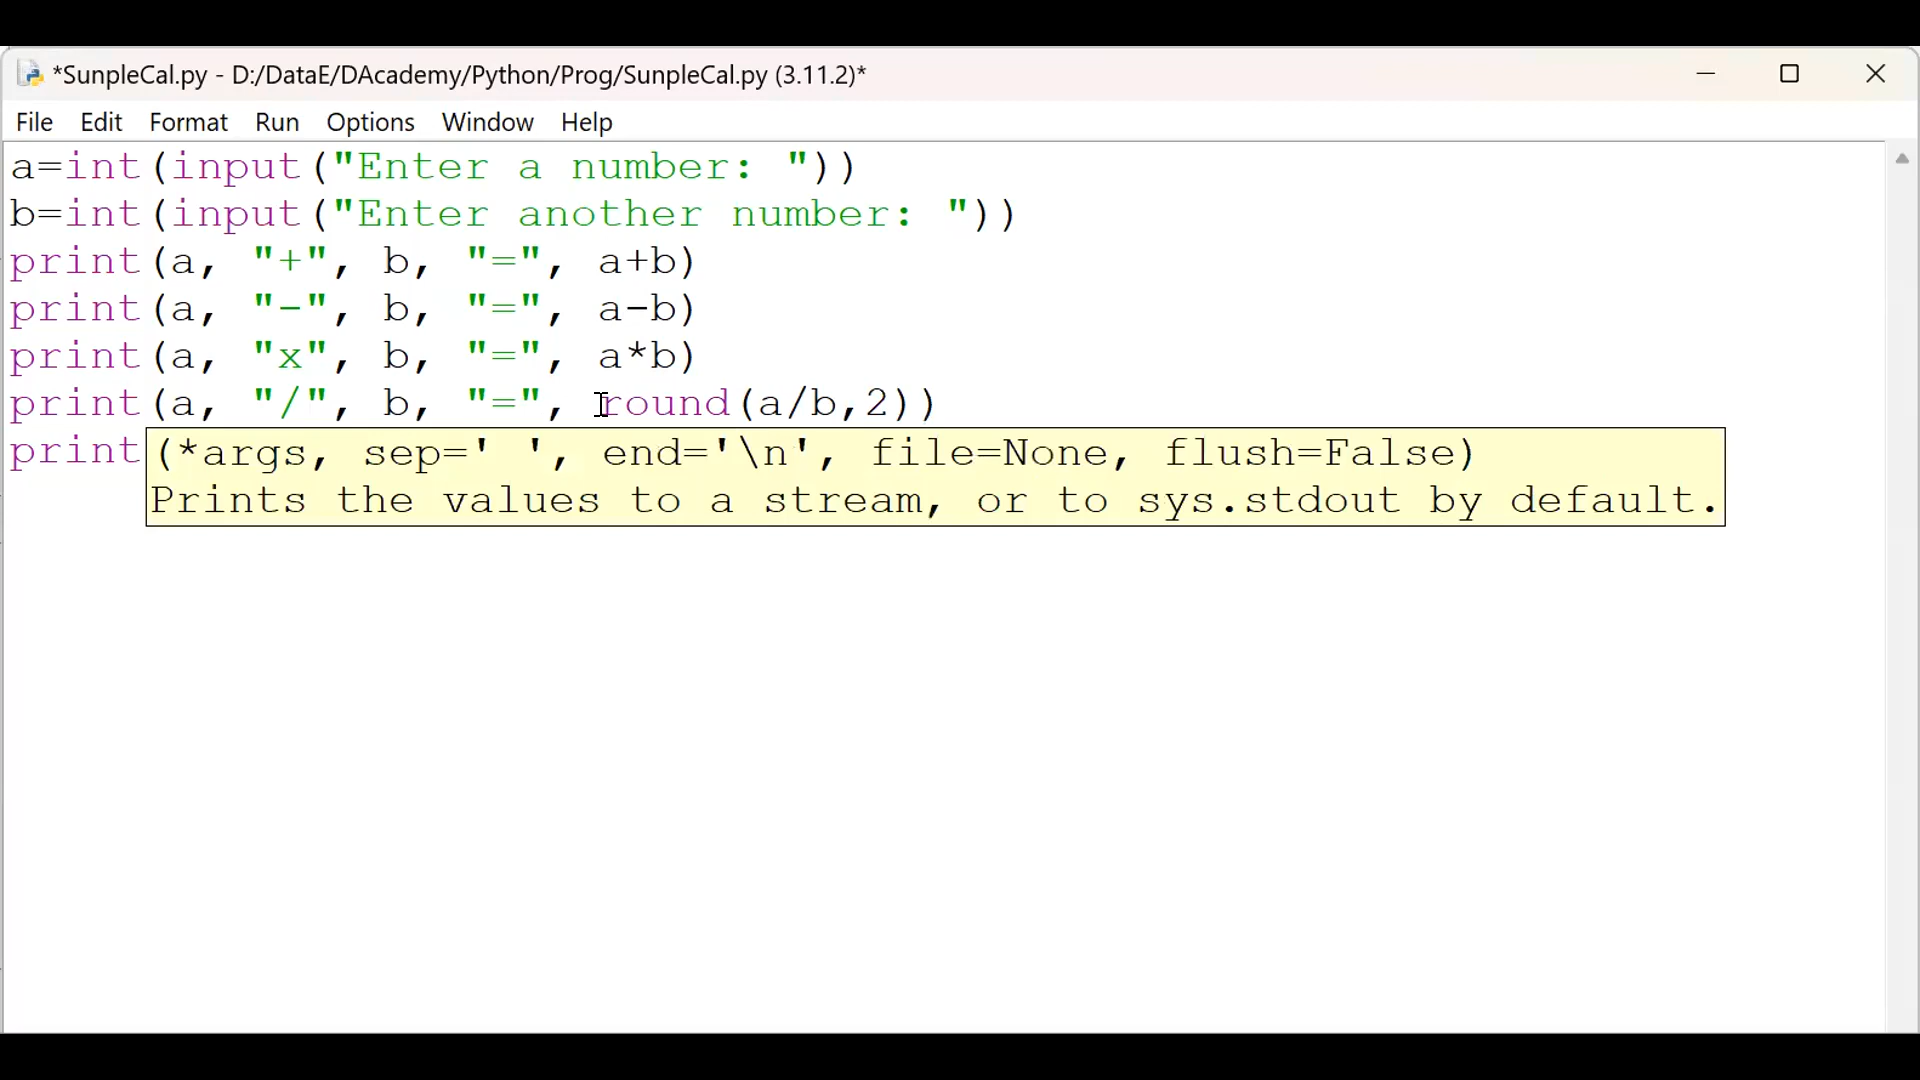 *SunpleCal.py - D:/DataE/DAcademy/Python/Prog/SunpleCal.py (3.11.2)*
File Edit Format Run Options Window Help
a=int(input("Enter a number: "))
b=int(input("Enter another number: "))
print(a, "+", b, "=", a+b)
print(a, "-", b, "=", a-b)
print(a, "x", b, "=", a*b)
print(a, "/", b, "=", round(a/b,2))
print
(*args, sep=' ', end='\n', file=None, flush=False)
Prints the values to a stream, or to sys.stdout by default.